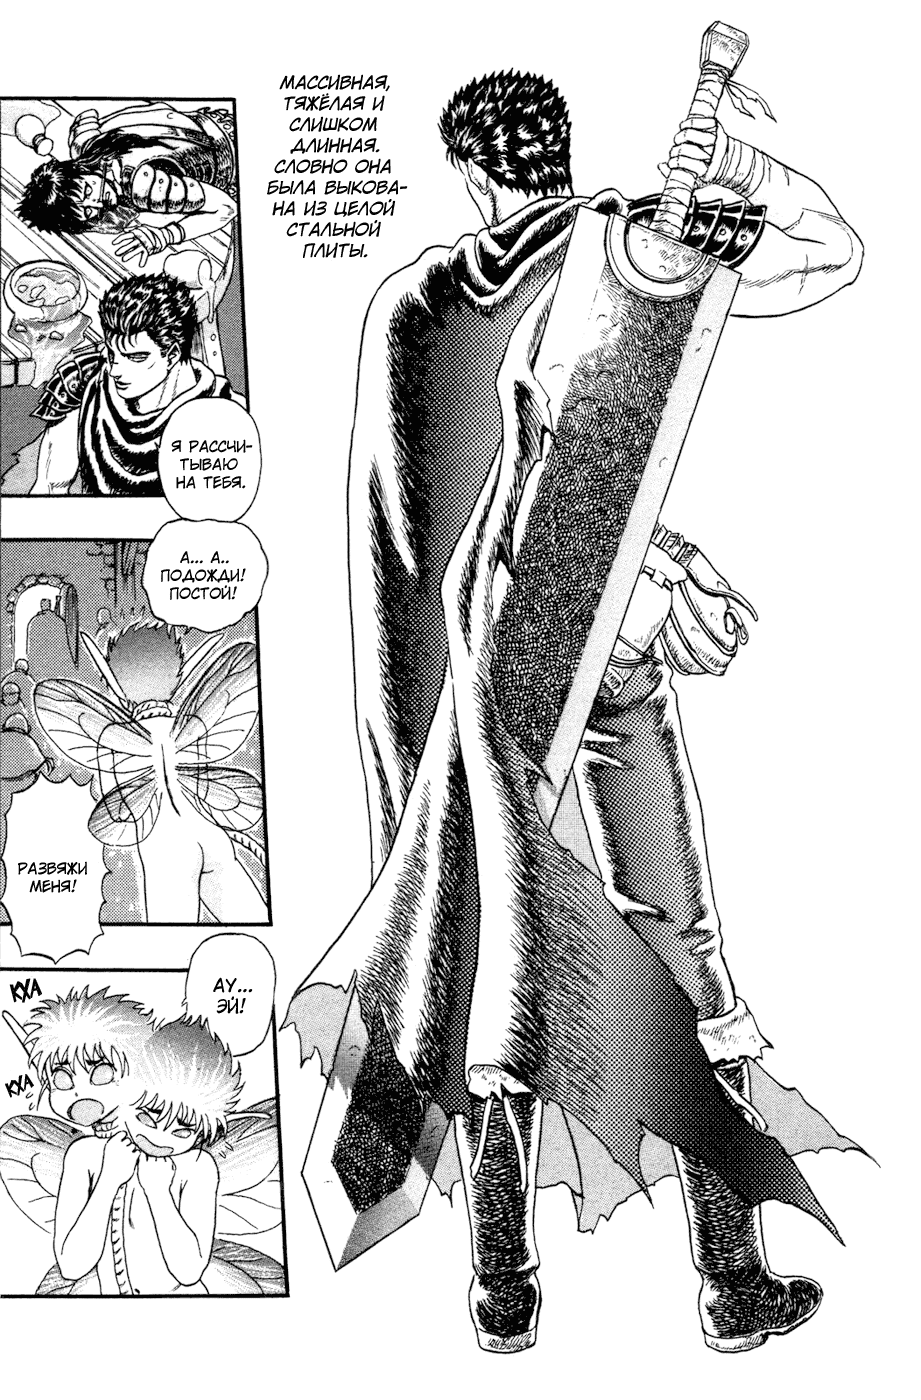 МАССИВНАЯ,
ТЯЖЁЛАЯ И
СЛИШКОМ
ДЛИННАЯ.
СЛОВНО ОНА
БЫЛА ВЫКОВА-
НА ИЗ ЦЕЛОЙ
СТАЛЬНОЙ
ПЛИТЫ.
Я РАССЧИ-
ТЫВАЮ
НА ТЕБЯ.
А... А..
ПОДОЖДИ!
ПОСТОЙ!
РАЗВЯЖИ
МЕНЯ!
АУ...
ЭЙ!
КХА
КХА